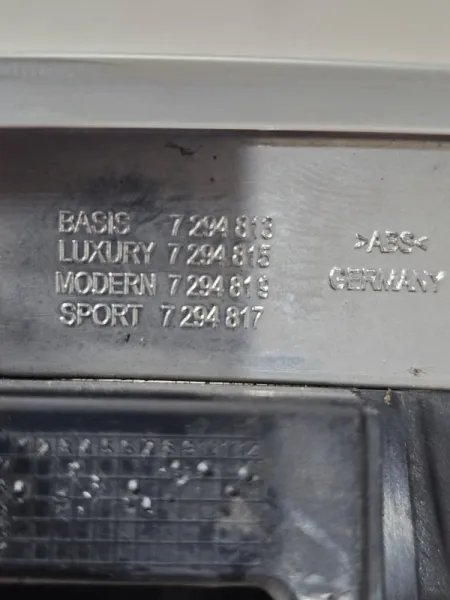 BASIS 7 294 813
LUXURY 7 294 815
MODERN 7 294 819
SPORT 7 294 817
>ABS<
GERMANY